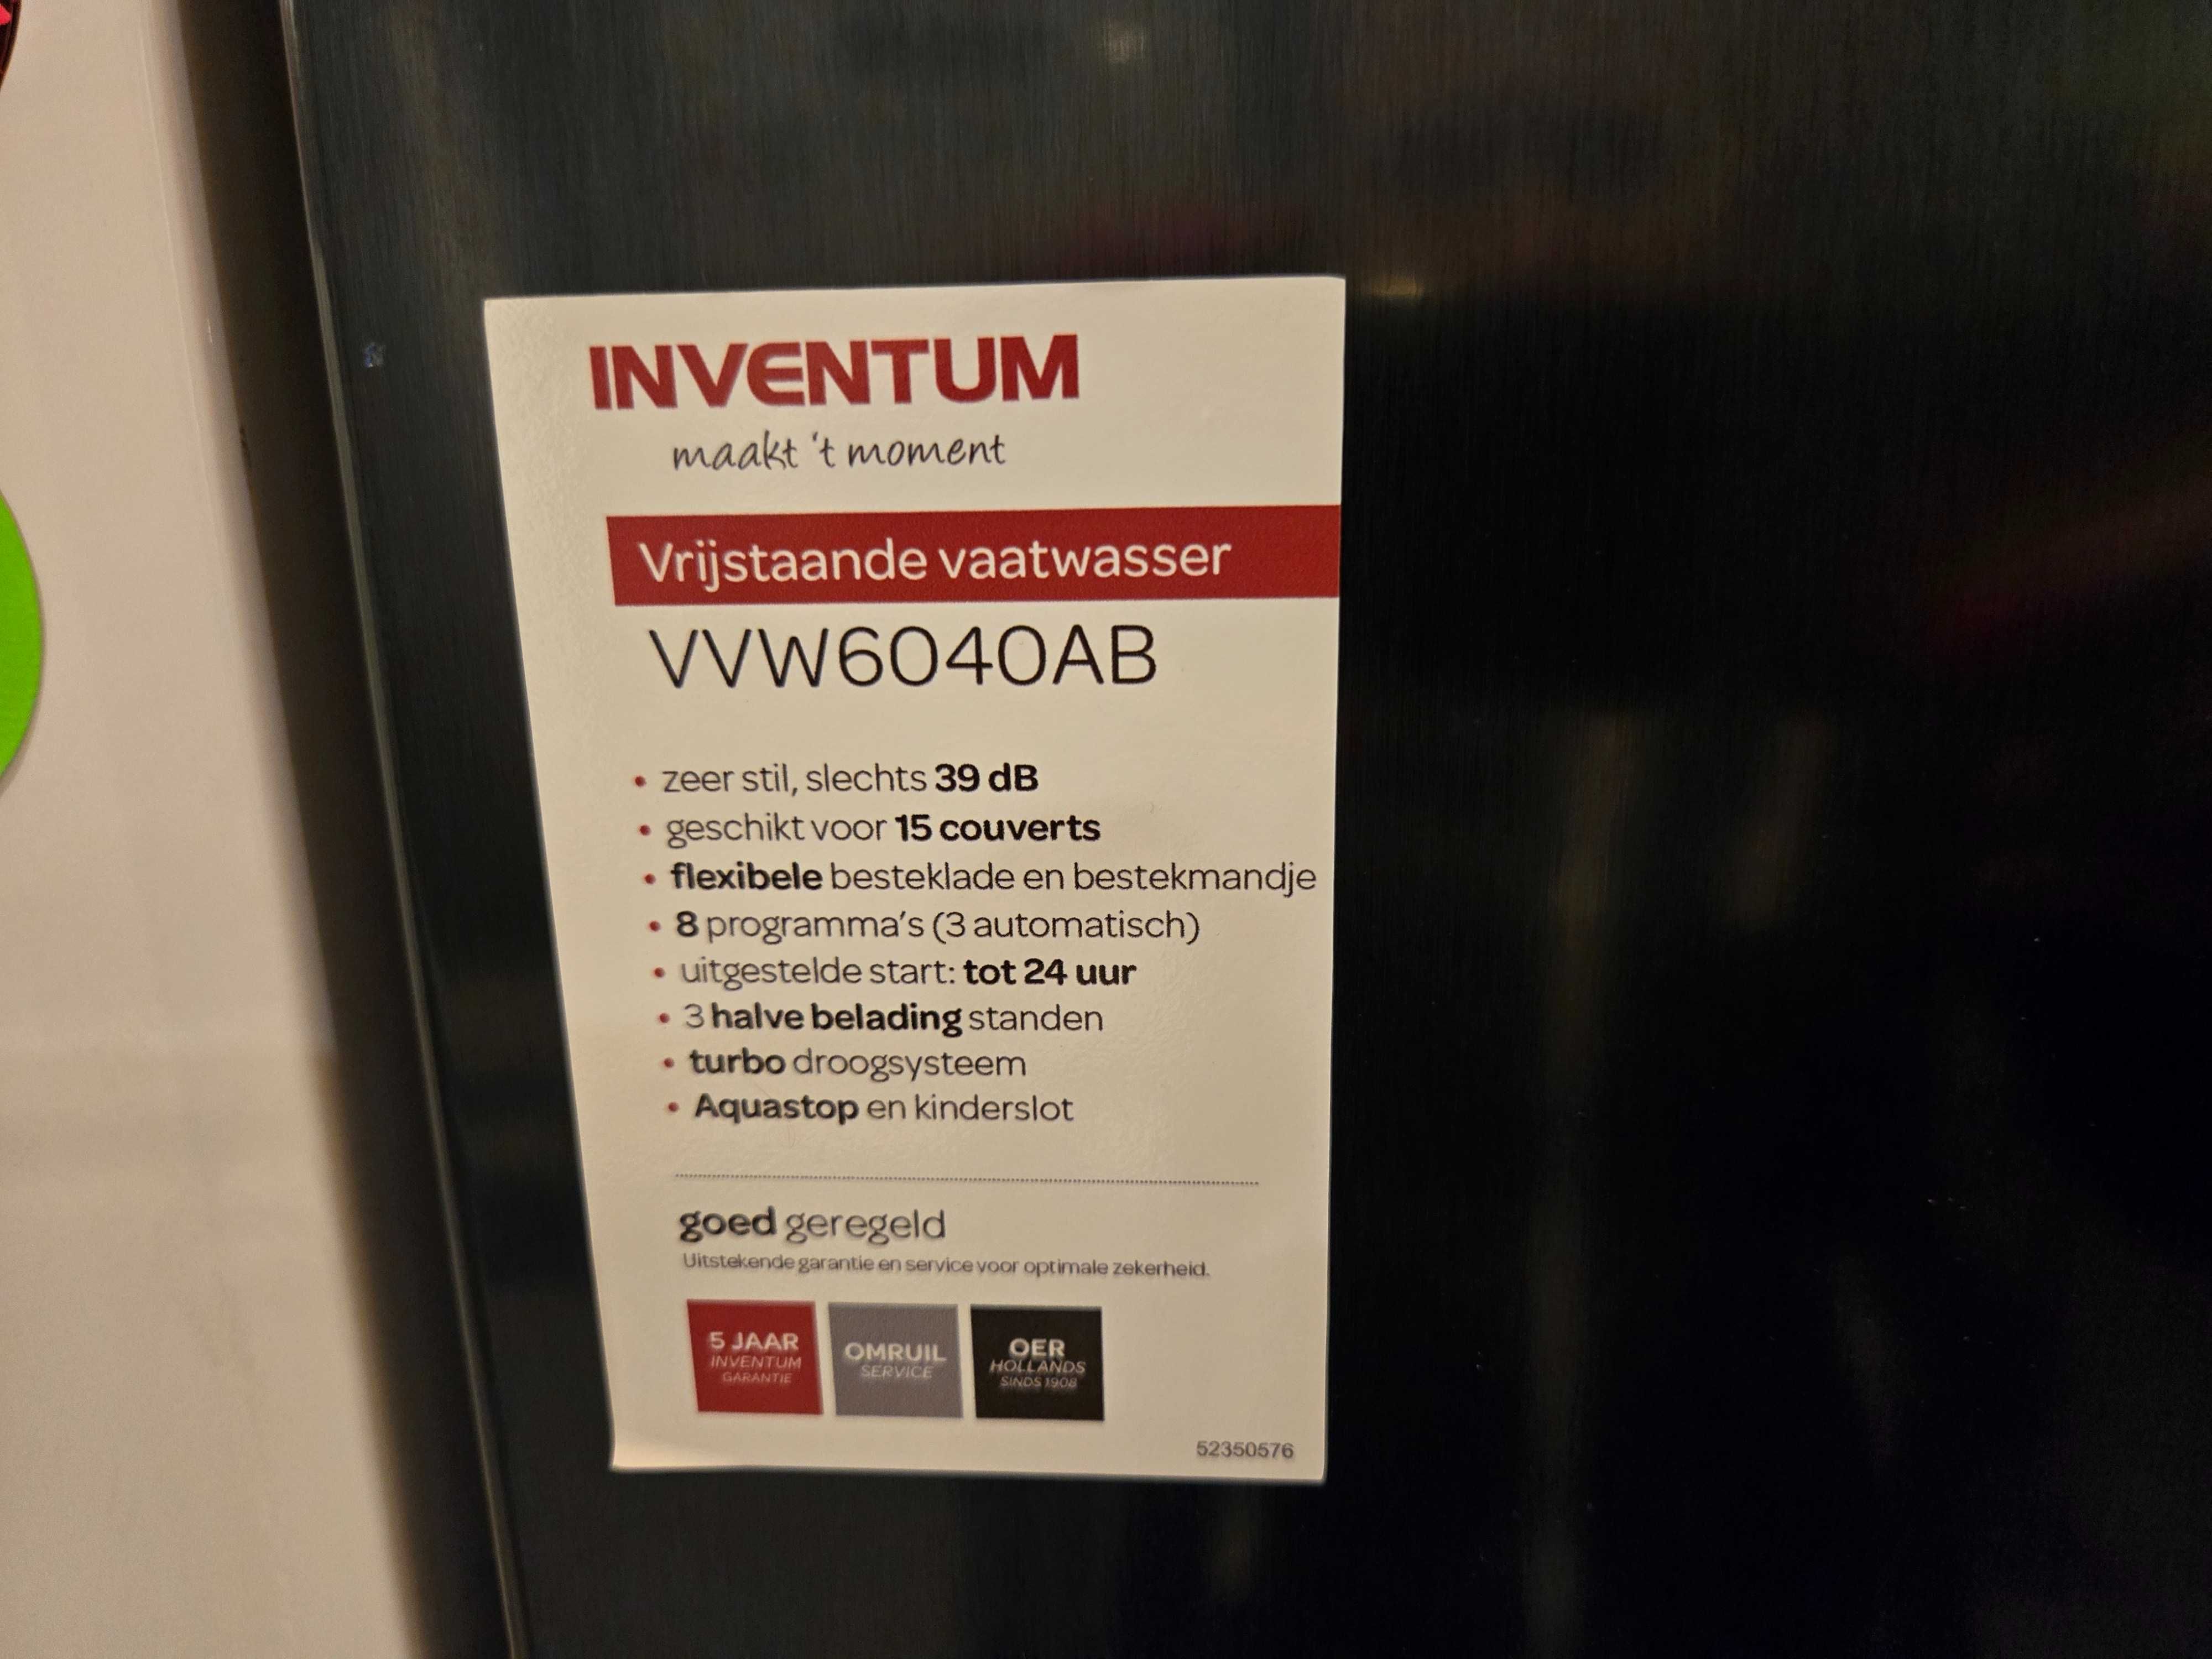 INVENTUM
maakt 't moment
Vrijstaande vaatwasser
VVW6040AB
• zeer stil, slechts 39 dB
• geschikt voor 15 couverts
• flexibele besteklade en bestekmandje
• 8 programma's (3 automatisch)
• uitgestelde start: tot 24 uur
• 3 halve belading standen
• turbo droogsysteem
• Aquastop en kinderslot
goed geregeld
Uitstekende garantie en service voor optimale zekerheid.
5 JAAR
INVENTUM
GARANTIE
OMRUIL
SERVICE
OER
HOLLANDS
SINDS 1908
52350576